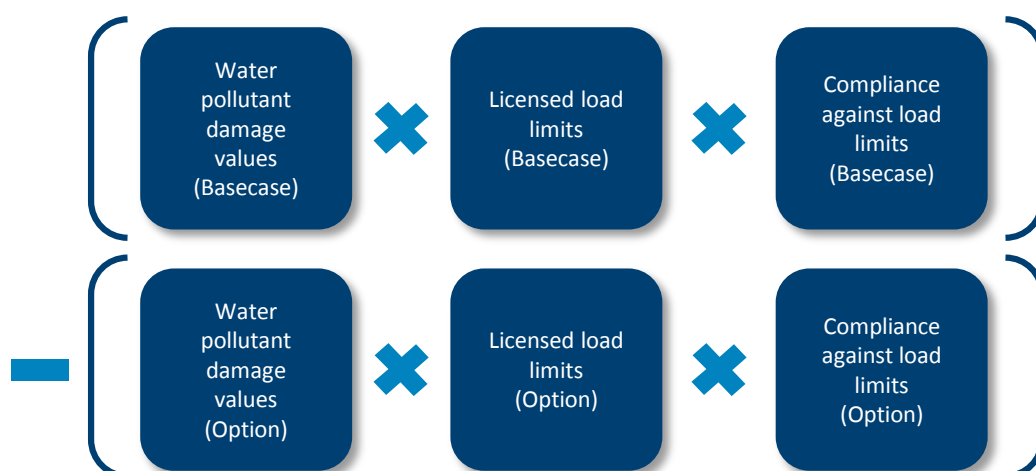 Water
pollutant
damage
values
(Basecase)
Licensed load
limits
(Basecase)
Compliance
against load
limits
(Basecase)
Water
pollutant
damage
values
(Option)
Licensed load
limits
(Option)
Compliance
against load
limits
(Option)